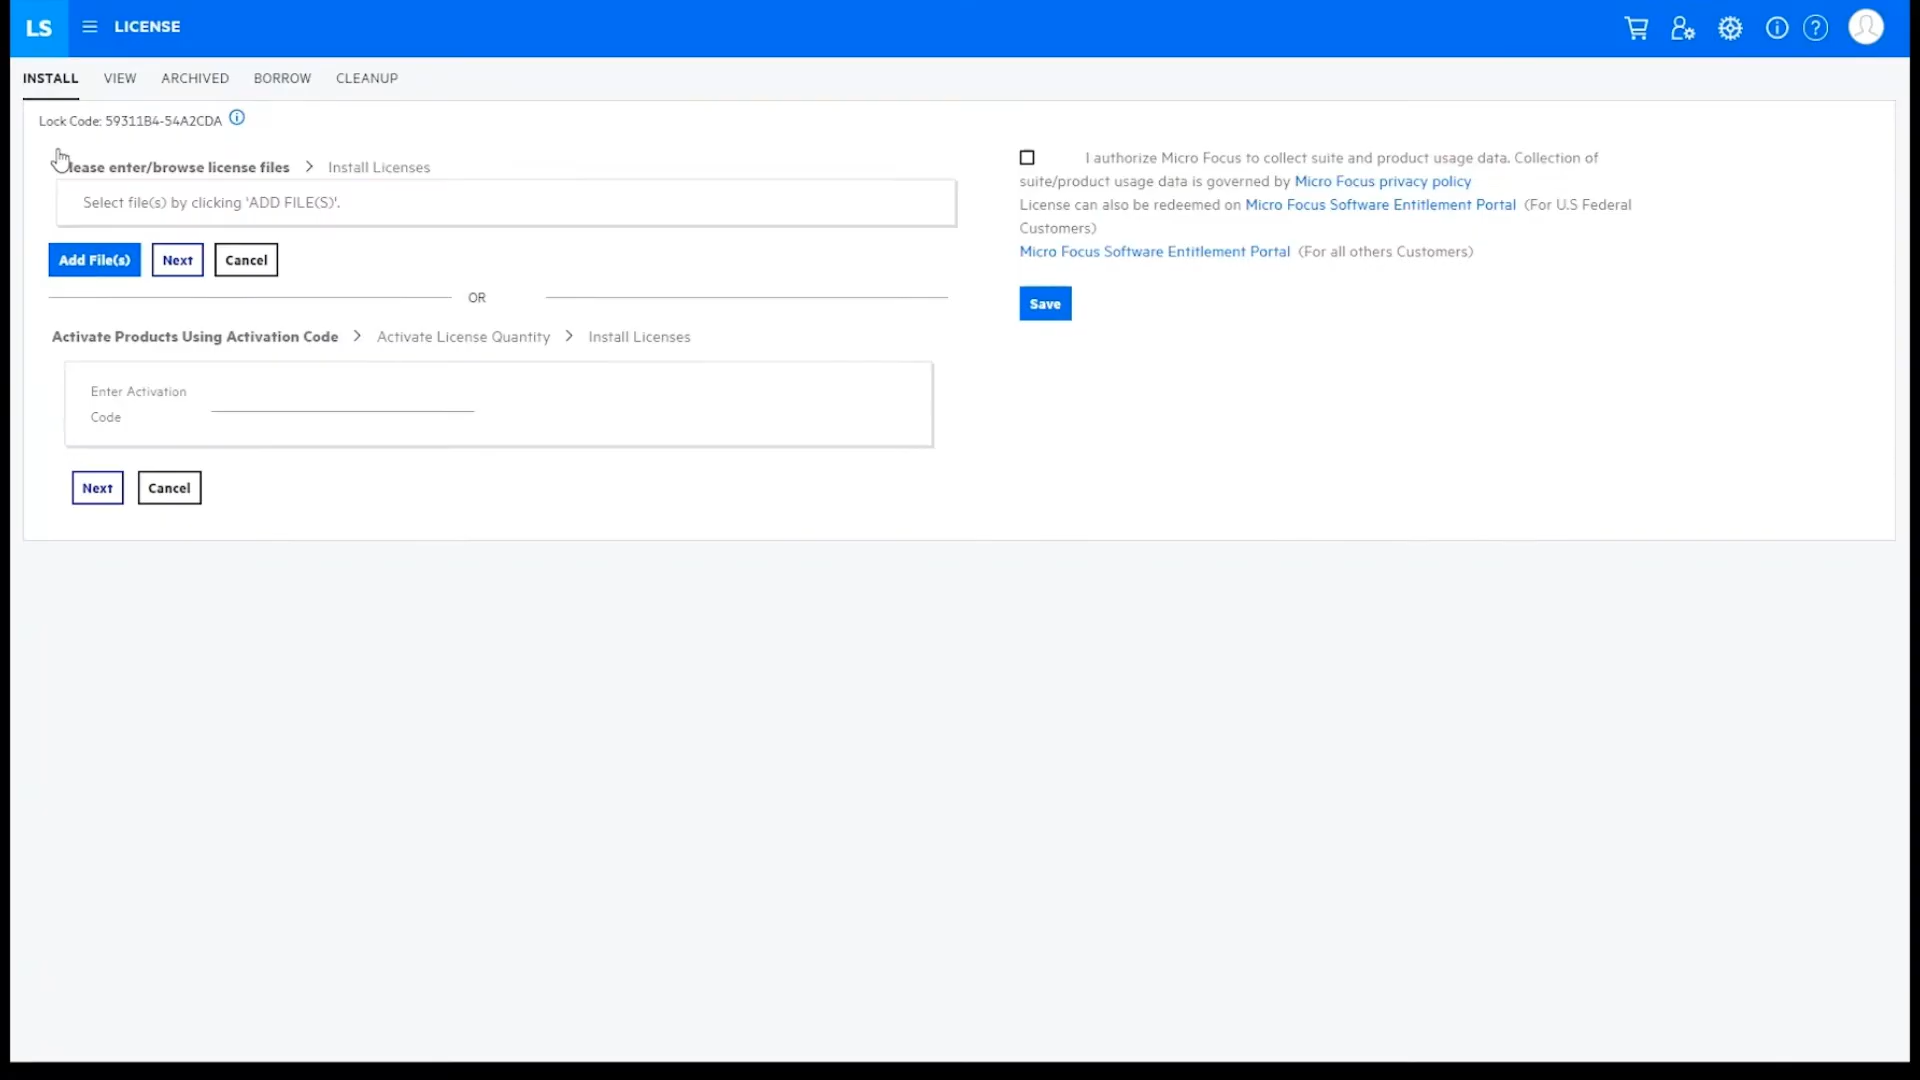 LS LICENSE
INSTALL VIEW ARCHIVED BORROW CLEANUP
Lock Code: 59311B4-54A2CDA
lease enter/browse license files > Install Licenses
Select file(s) by clicking 'ADD FILE(S)'.
Add File(s) Next Cancel
OR
Activate Products Using Activation Code > Activate License Quantity > Install Licenses
Enter Activation
Code
Next Cancel
I authorize Micro Focus to collect suite and product usage data. Collection of
suite/product usage data is governed by Micro Focus privacy policy
License can also be redeemed on Micro Focus Software Entitlement Portal (For U.S Federal
Customers)
Micro Focus Software Entitlement Portal (For all others Customers)
Save